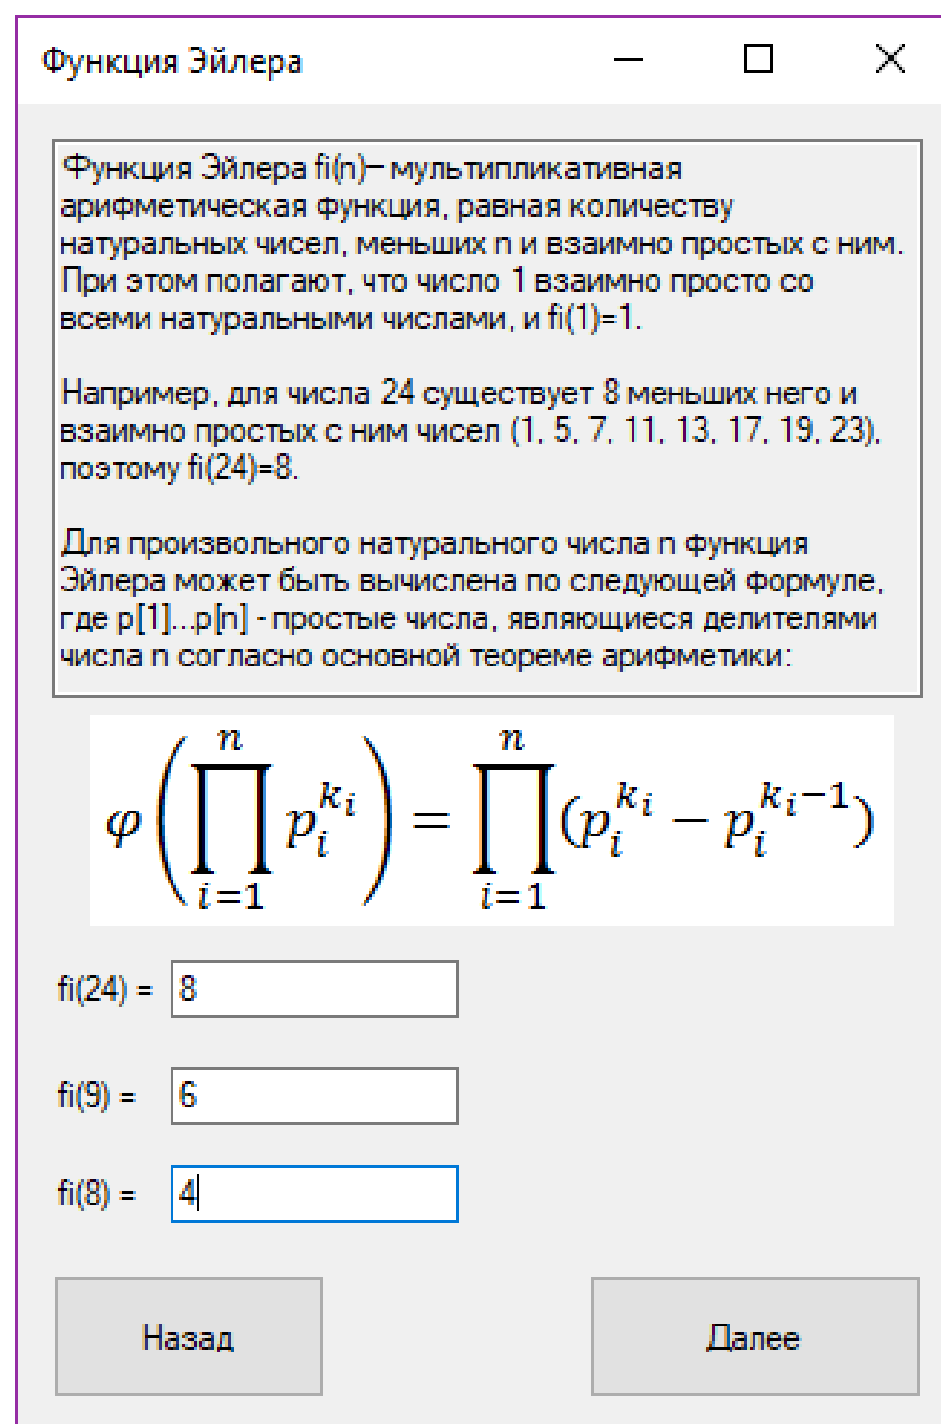 Функция Эйлера
Функция Эйлера fi(n)– мультипликативная
арифметическая функция, равная количеству
натуральных чисел, меньших n и взаимно простых с ним.
При этом полагают, что число 1 взаимно просто со
всеми натуральными числами, и fi(1)=1.
Например, для числа 24 существует 8 меньших него и
взаимно простых с ним чисел (1, 5, 7, 11, 13, 17, 19, 23),
поэтому fi(24)=8.
Для произвольного натурального числа n функция
Эйлера может быть вычислена по следующей формуле,
где p[1]...p[n] - простые числа, являющиеся делителями
числа n согласно основной теореме арифметики:
φ(∏_{i=1}^{n} p_i^{k_i}) = ∏_{i=1}^{n} (p_i^{k_i} − p_i^{k_i−1})
fi(24) = 8
fi(9) = 6
fi(8) = 4
Назад Далее